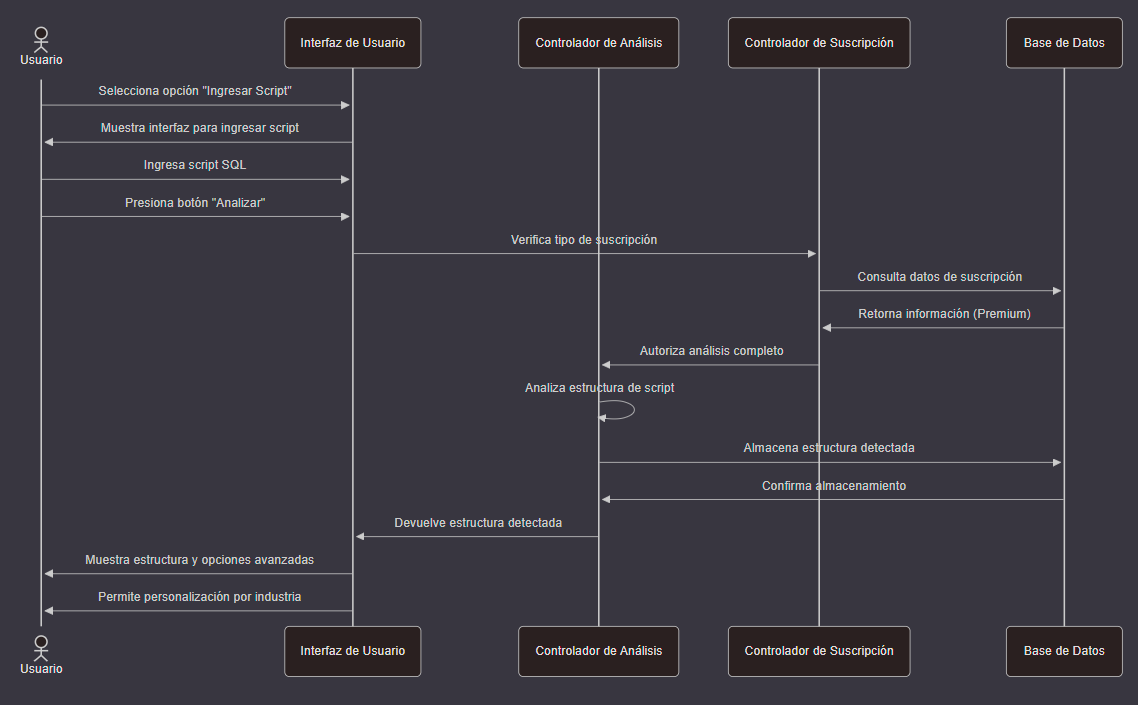 Usuario
Interfaz de Usuario
Controlador de Análisis
Controlador de Suscripción
Base de Datos
Selecciona opción "Ingresar Script"
Muestra interfaz para ingresar script
Ingresa script SQL
Presiona botón "Analizar"
Verifica tipo de suscripción
Consulta datos de suscripción
Retorna información (Premium)
Autoriza análisis completo
Analiza estructura de script
Almacena estructura detectada
Confirma almacenamiento
Devuelve estructura detectada
Muestra estructura y opciones avanzadas
Permite personalización por industria
Usuario
Interfaz de Usuario
Controlador de Análisis
Controlador de Suscripción
Base de Datos